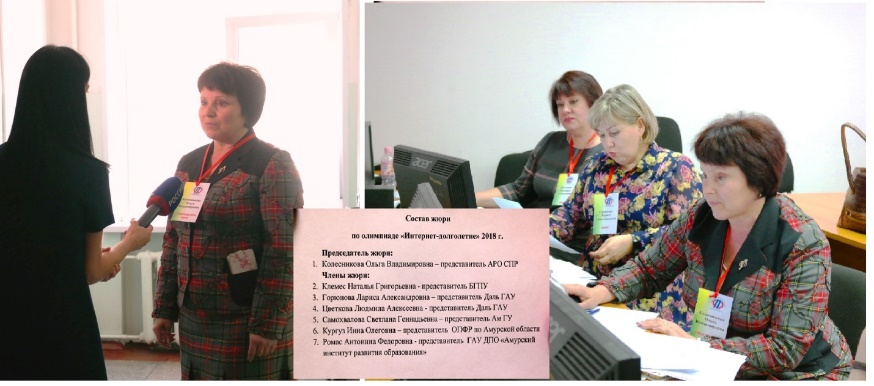 РОССИЯ
acer
Состав жюри
по олимпиаде «Интернет-долголетие» 2018 г.
Председатель жюри:
1. Колесникова Ольга Владимировна – представитель АРО СПР
Члены жюри:
2. Клемес Наталья Григорьевна - представитель БГПУ
3. Горюнова Лариса Александровна – представитель Даль ГАУ
4. Цветкова Людмила Алексеевна - представитель Даль ГАУ
5. Самохвалова Светлана Геннадьевна – представитель Ам ГУ
6. Кургуз Инна Олеговна – представитель ОПФР по Амурской области
7. Ромас Антонина Федоровна - представитель ГАУ ДПО «Амурский
институт развития образования»